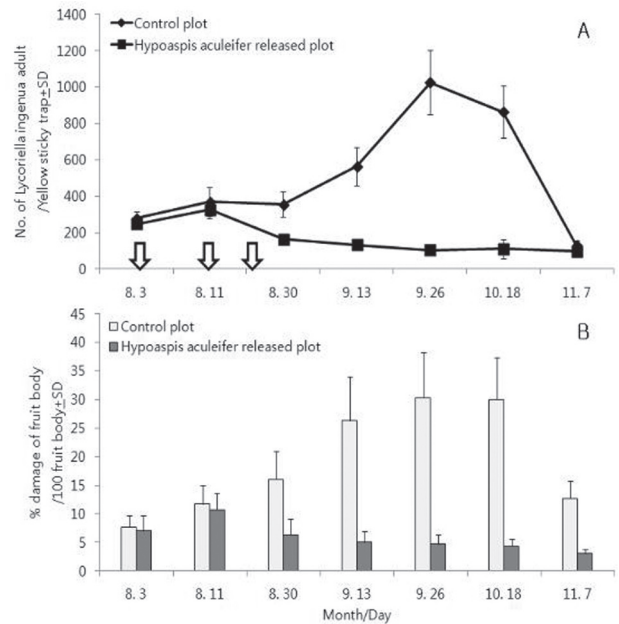 1400
1200
1000
800
600
400
200
0
No. of Lycoriella ingenua adult
/Yellow sticky trap±SD
Control plot
Hypoaspis aculeifer released plot
A
8. 3 8. 11 8. 30 9. 13 9. 26 10. 18 11. 7
45
40
35
30
25
20
15
10
5
0
% damage of fruit body
/100 fruit body±SD
Control plot
Hypoaspis aculeifer released plot
B
8. 3 8. 11 8. 30 9. 13 9. 26 10. 18 11. 7
Month/Day